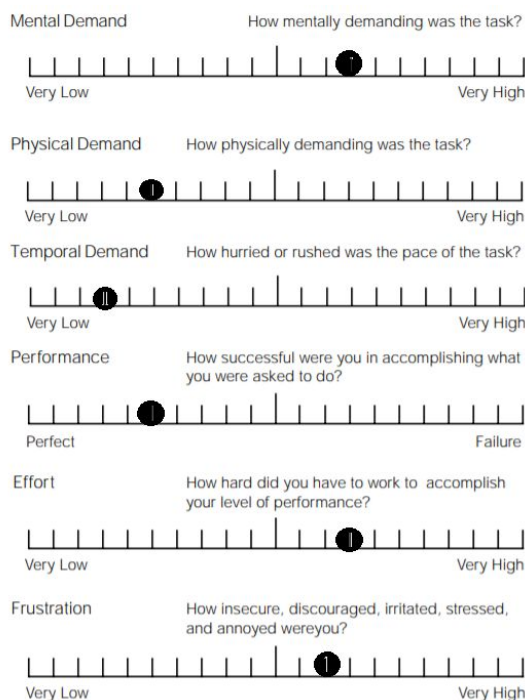 Mental Demand How mentally demanding was the task?
Very Low Very High
Physical Demand How physically demanding was the task?
Very Low Very High
Temporal Demand How hurried or rushed was the pace of the task?
Very Low Very High
Performance How successful were you in accomplishing what
you were asked to do?
Perfect Failure
Effort How hard did you have to work to accomplish
your level of performance?
Very Low Very High
Frustration How insecure, discouraged, irritated, stressed,
and annoyed wereyou?
Very Low Very High